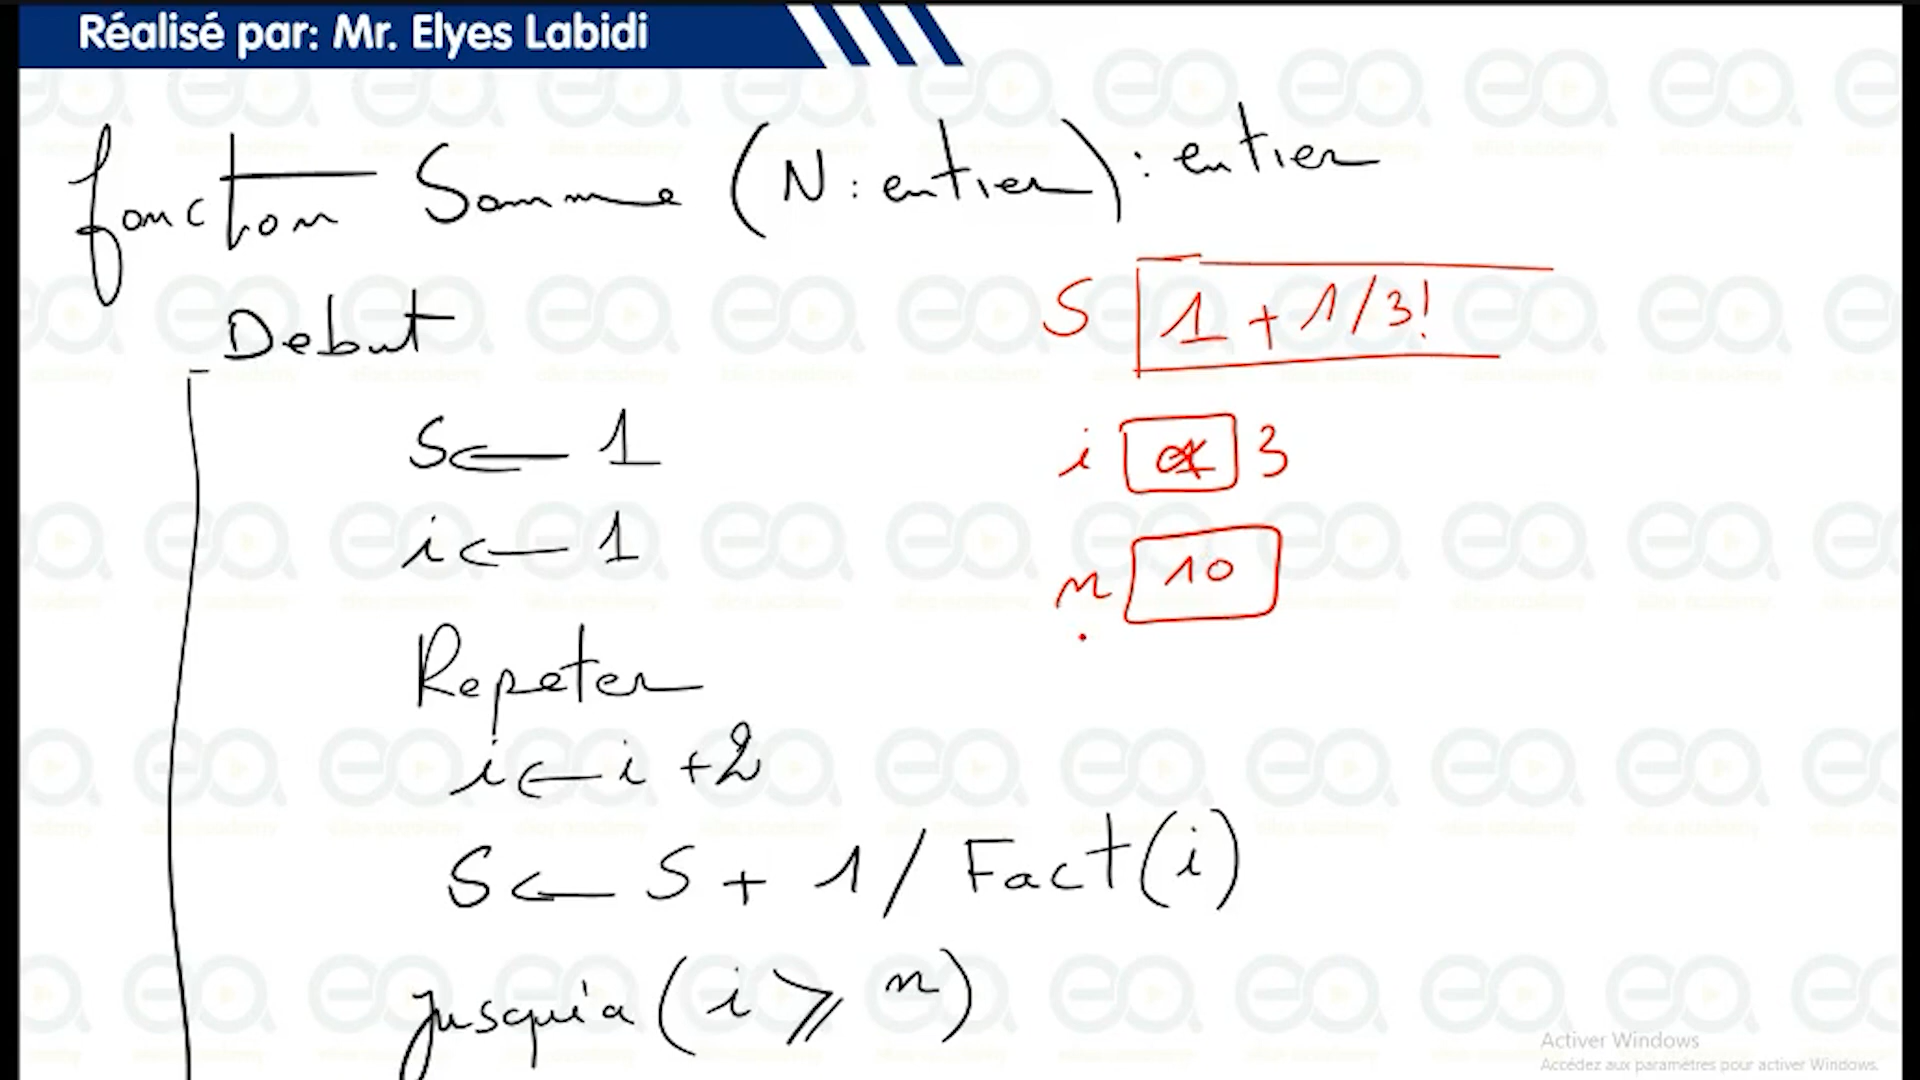 Réalisé par: Mr. Elyes Labidi
fonction Somme (N : entier) : entier
Debut
S ← 1
i ← 1
Repeter
i ← i + 2
S ← S + 1 / Fact(i)
Jusqu'a (i ⩾ n)
S 1 + 1/3!
i 3
n 10
Activer Windows
Accédez aux paramètres pour activer Windows.